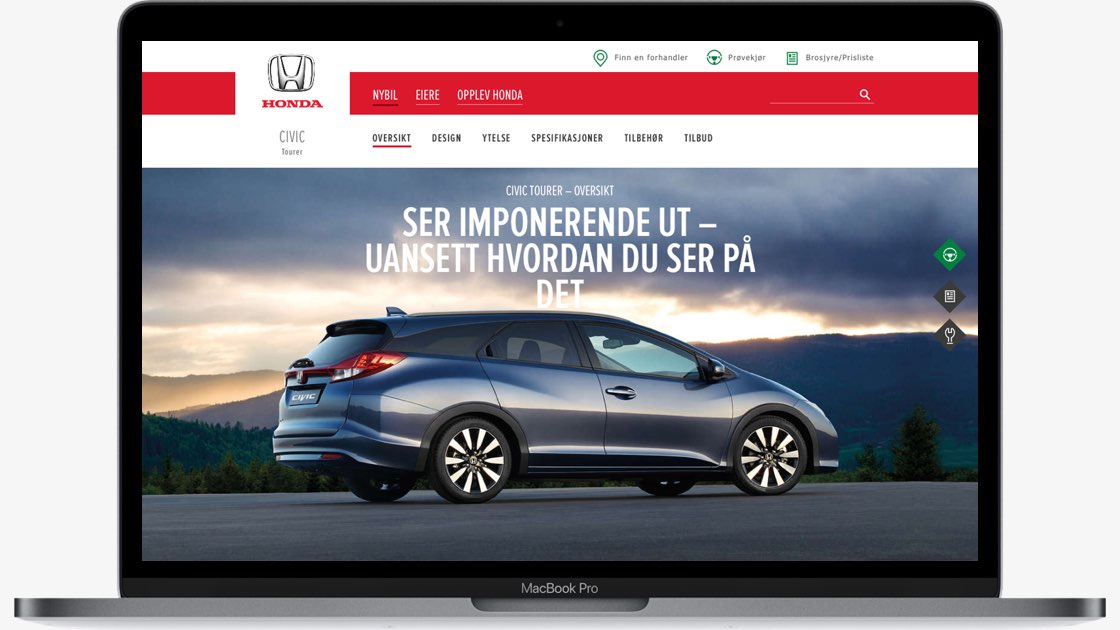 Finn en forhandler
Prøvekjør
Brosjyre/Prisliste
HONDA
NYBIL EIERE OPPLEV HONDA
CIVIC
Tourer
OVERSIKT DESIGN YTELSE SPESIFIKASJONER TILBEHØR TILBUD
CIVIC TOURER – OVERSIKT
SER IMPONERENDE UT –
UANSETT HVORDAN DU SER PÅ
DET
CIVIC
MacBook Pro